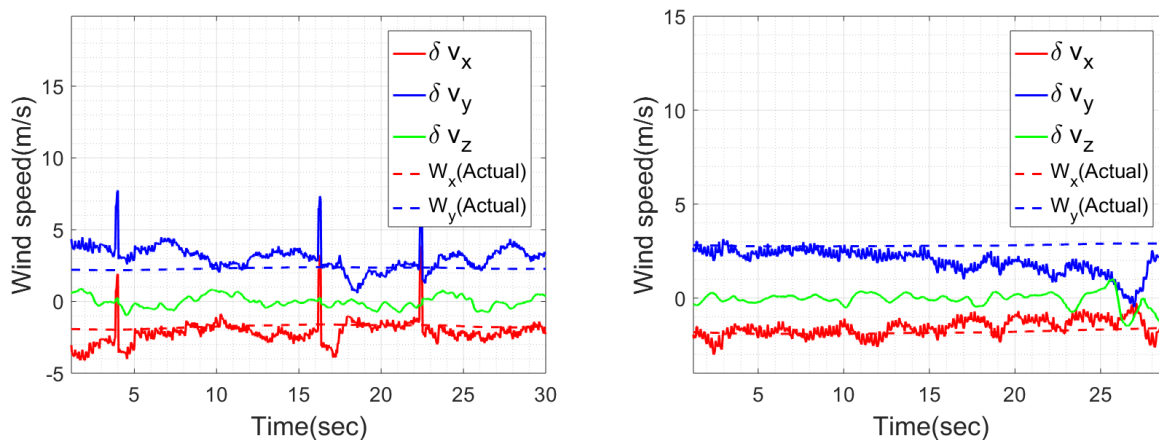 15
10
5
0
-5
5
10
15
20
25
30
Wind speed(m/s)
Time(sec)
δ v_x
δ v_y
δ v_z
W_x(Actual)
W_y(Actual)
15
10
5
0
5
10
15
20
25
Wind speed(m/s)
Time(sec)
δ v_x
δ v_y
δ v_z
W_x(Actual)
W_y(Actual)